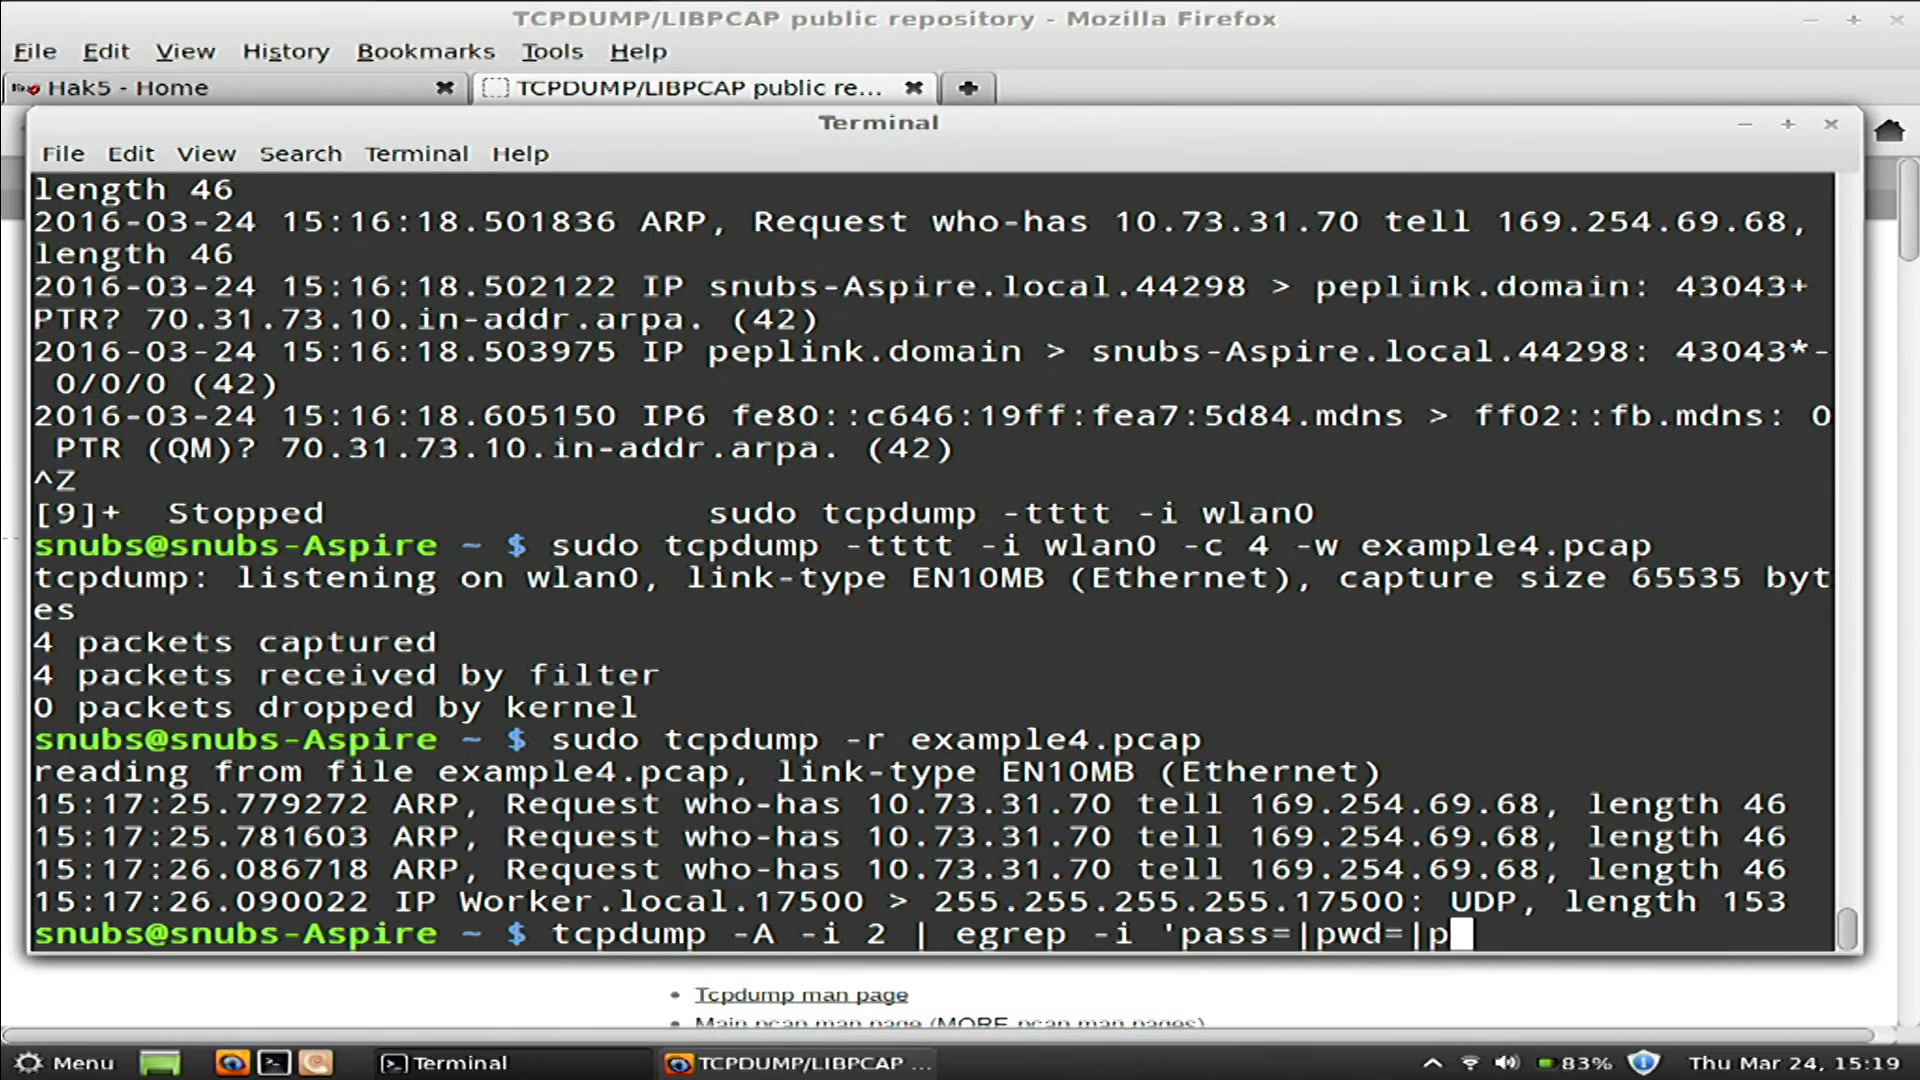 TCPDUMP/LIBPCAP public repository - Mozilla Firefox
File Edit View History Bookmarks Tools Help
Hak5 - Home
TCPDUMP/LIBPCAP public re...
Terminal
File Edit View Search Terminal Help
length 46
2016-03-24 15:16:18.501836 ARP, Request who-has 10.73.31.70 tell 169.254.69.68,
length 46
2016-03-24 15:16:18.502122 IP snubs-Aspire.local.44298 > peplink.domain: 43043+
PTR? 70.31.73.10.in-addr.arpa. (42)
2016-03-24 15:16:18.503975 IP peplink.domain > snubs-Aspire.local.44298: 43043*-
0/0/0 (42)
2016-03-24 15:16:18.605150 IP6 fe80::c646:19ff:fea7:5d84.mdns > ff02::fb.mdns: 0
PTR (QM)? 70.31.73.10.in-addr.arpa. (42)
^Z
[9]+ Stopped sudo tcpdump -tttt -i wlan0
snubs@snubs-Aspire ~ $ sudo tcpdump -tttt -i wlan0 -c 4 -w example4.pcap
tcpdump: listening on wlan0, link-type EN10MB (Ethernet), capture size 65535 byt
es
4 packets captured
4 packets received by filter
0 packets dropped by kernel
snubs@snubs-Aspire ~ $ sudo tcpdump -r example4.pcap
reading from file example4.pcap, link-type EN10MB (Ethernet)
15:17:25.779272 ARP, Request who-has 10.73.31.70 tell 169.254.69.68, length 46
15:17:25.781603 ARP, Request who-has 10.73.31.70 tell 169.254.69.68, length 46
15:17:26.086718 ARP, Request who-has 10.73.31.70 tell 169.254.69.68, length 46
15:17:26.090022 IP Worker.local.17500 > 255.255.255.255.17500: UDP, length 153
snubs@snubs-Aspire ~ $ tcpdump -A -i 2 | egrep -i 'pass=|pwd=|p
Tcpdump man page
Main pcap man page (MORE pcap man pages)
Menu
Terminal
TCPDUMP/LIBPCAP ...
83%
Thu Mar 24, 15:19